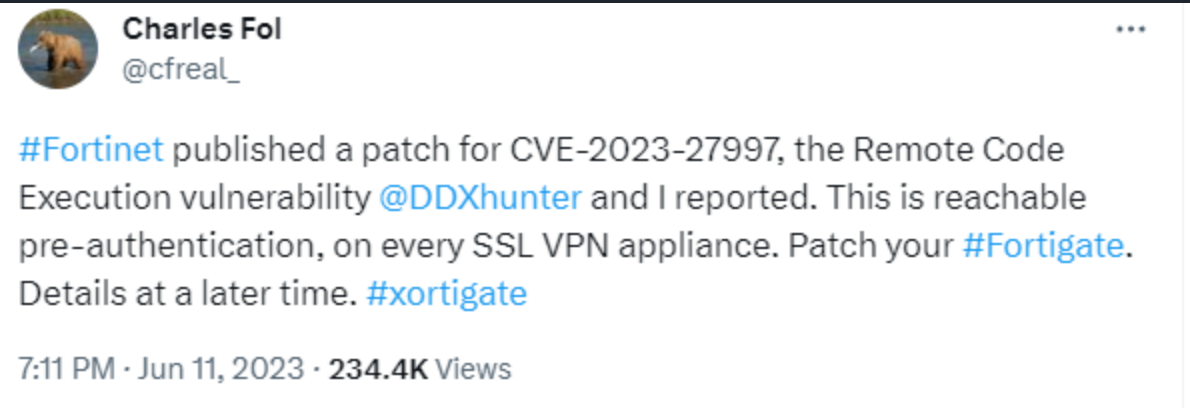 Charles Fol
@cfreal_
#Fortinet published a patch for CVE-2023-27997, the Remote Code
Execution vulnerability @DDXhunter and I reported. This is reachable
pre-authentication, on every SSL VPN appliance. Patch your #Fortigate.
Details at a later time. #xortigate
7:11 PM · Jun 11, 2023 · 234.4K Views